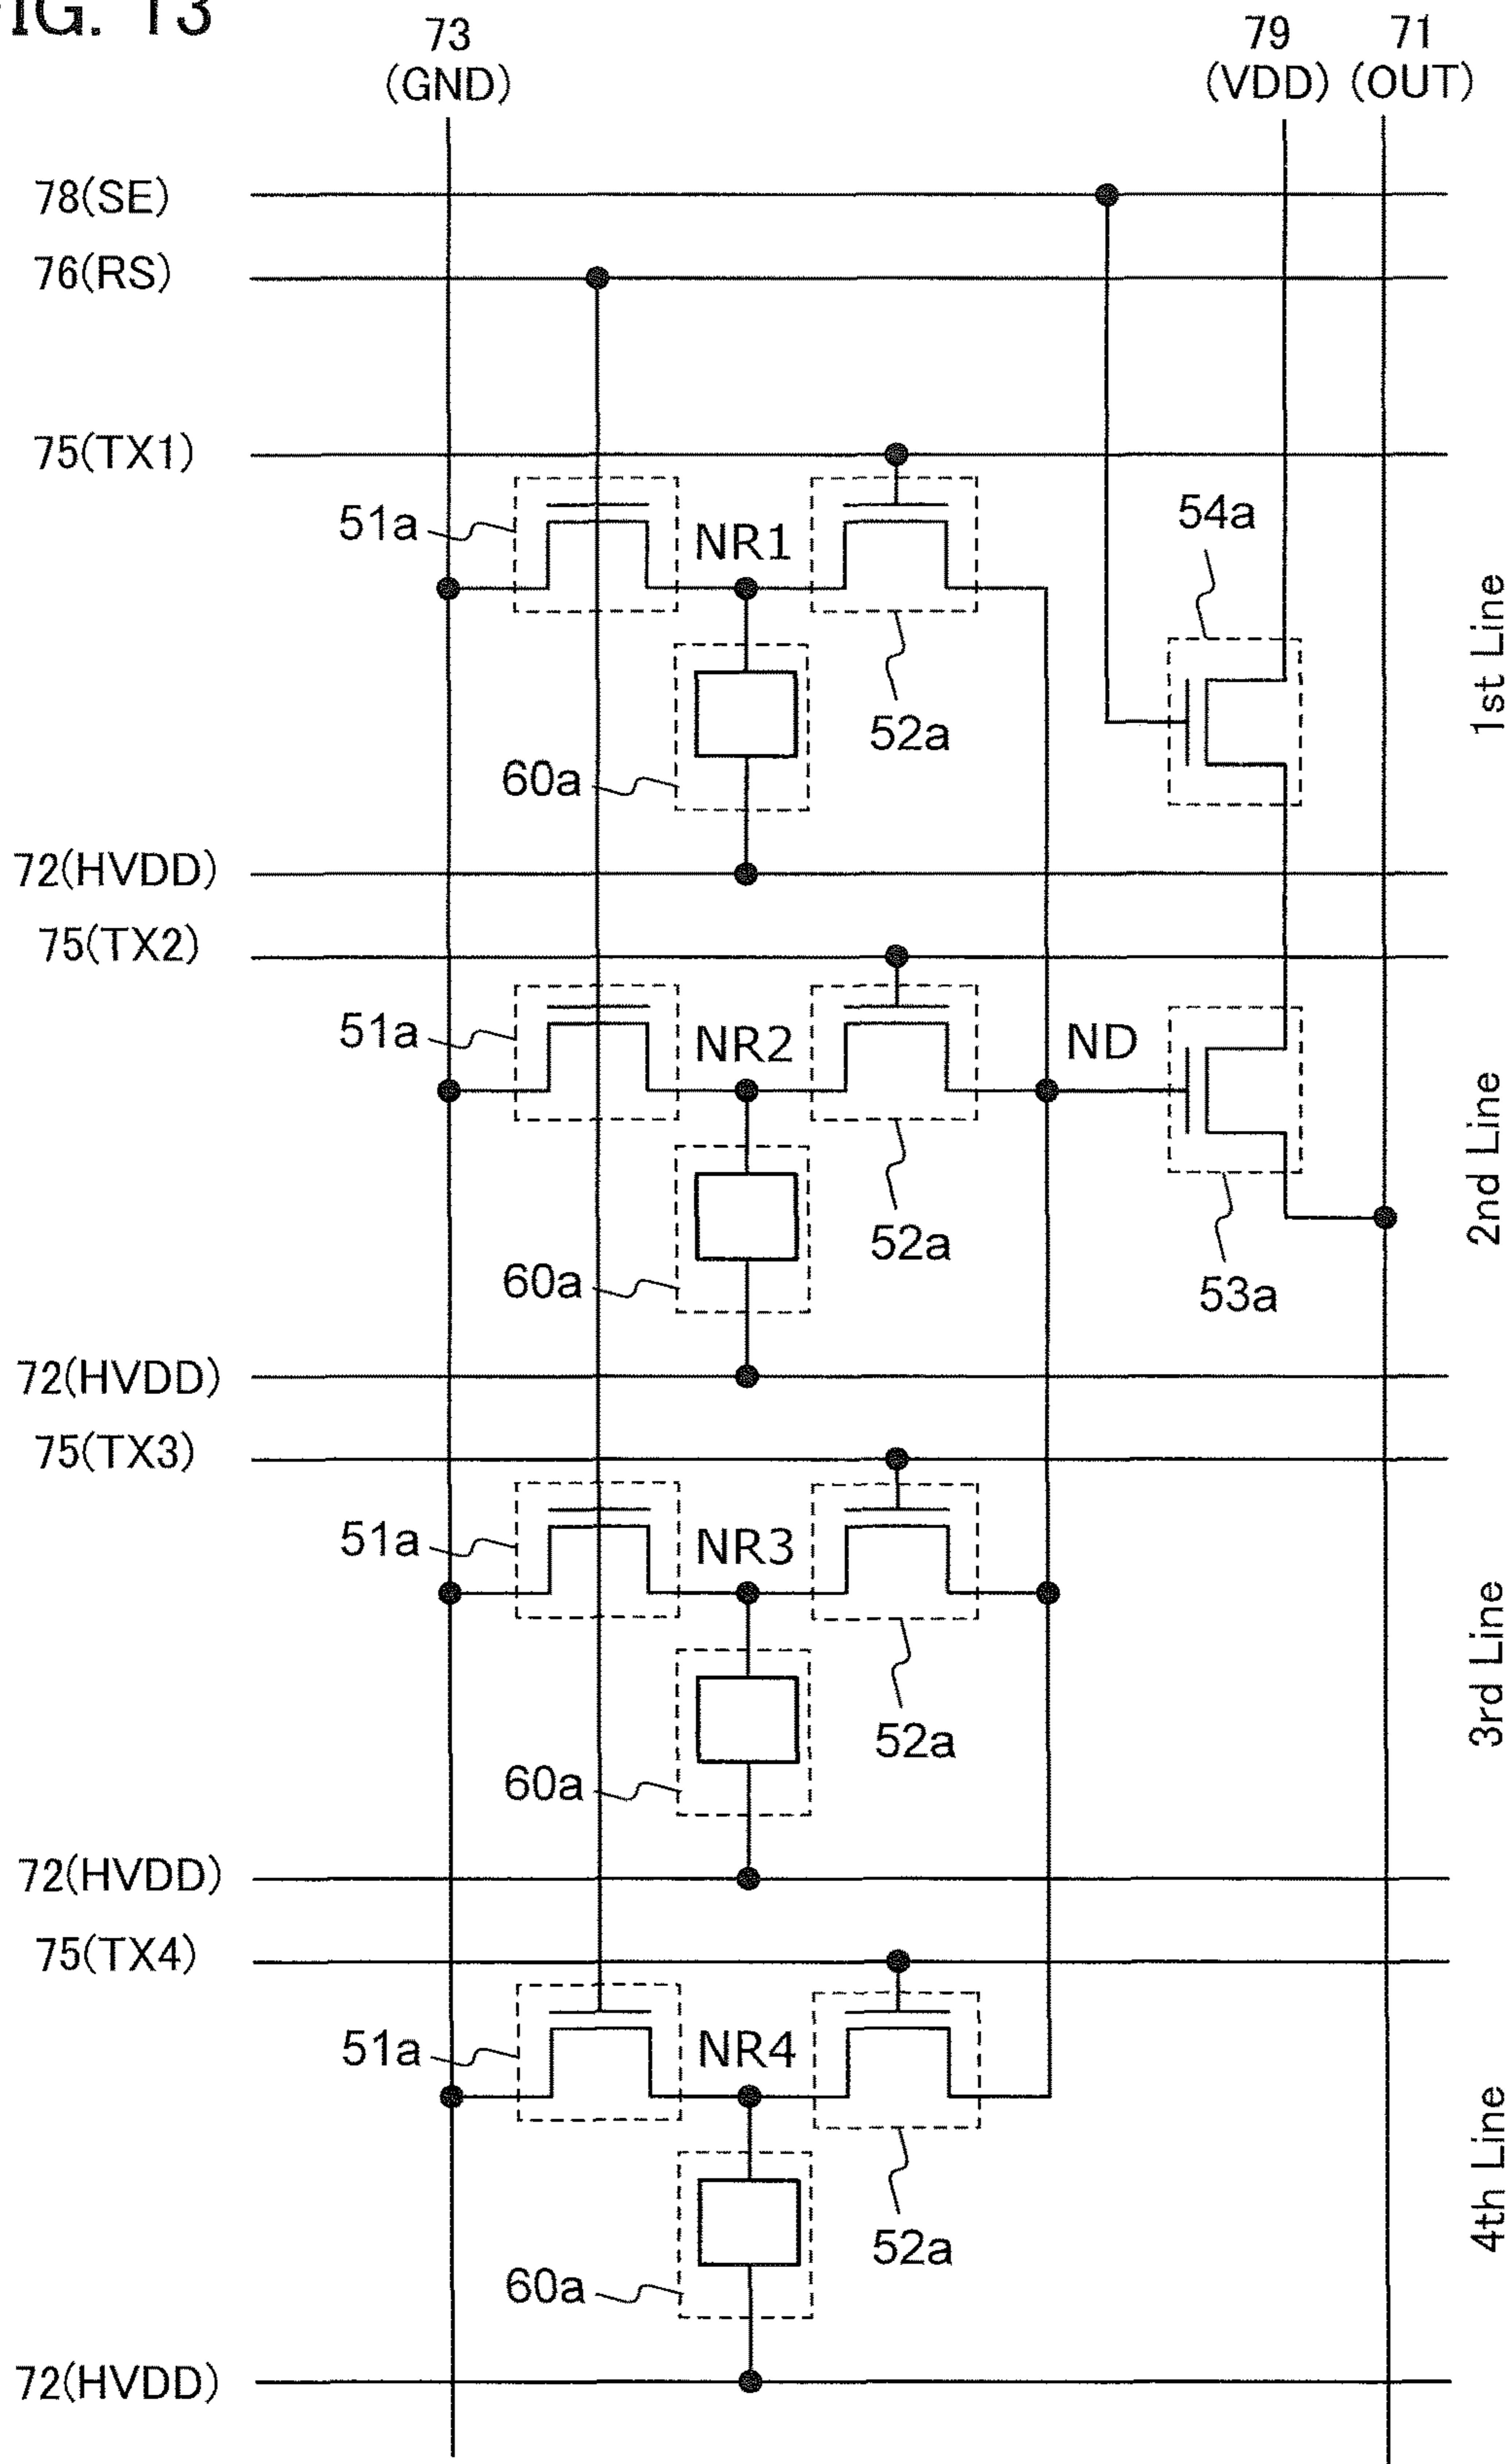 FIG. 13
73
(GND)
79
(VDD)
71
(OUT)
78(SE)
76(RS)
75(TX1)
51a
NR1
54a
52a
60a
1st Line
72(HVDD)
75(TX2)
51a
NR2
ND
52a
60a
53a
2nd Line
72(HVDD)
75(TX3)
51a
NR3
52a
60a
3rd Line
72(HVDD)
75(TX4)
51a
NR4
52a
60a
4th Line
72(HVDD)